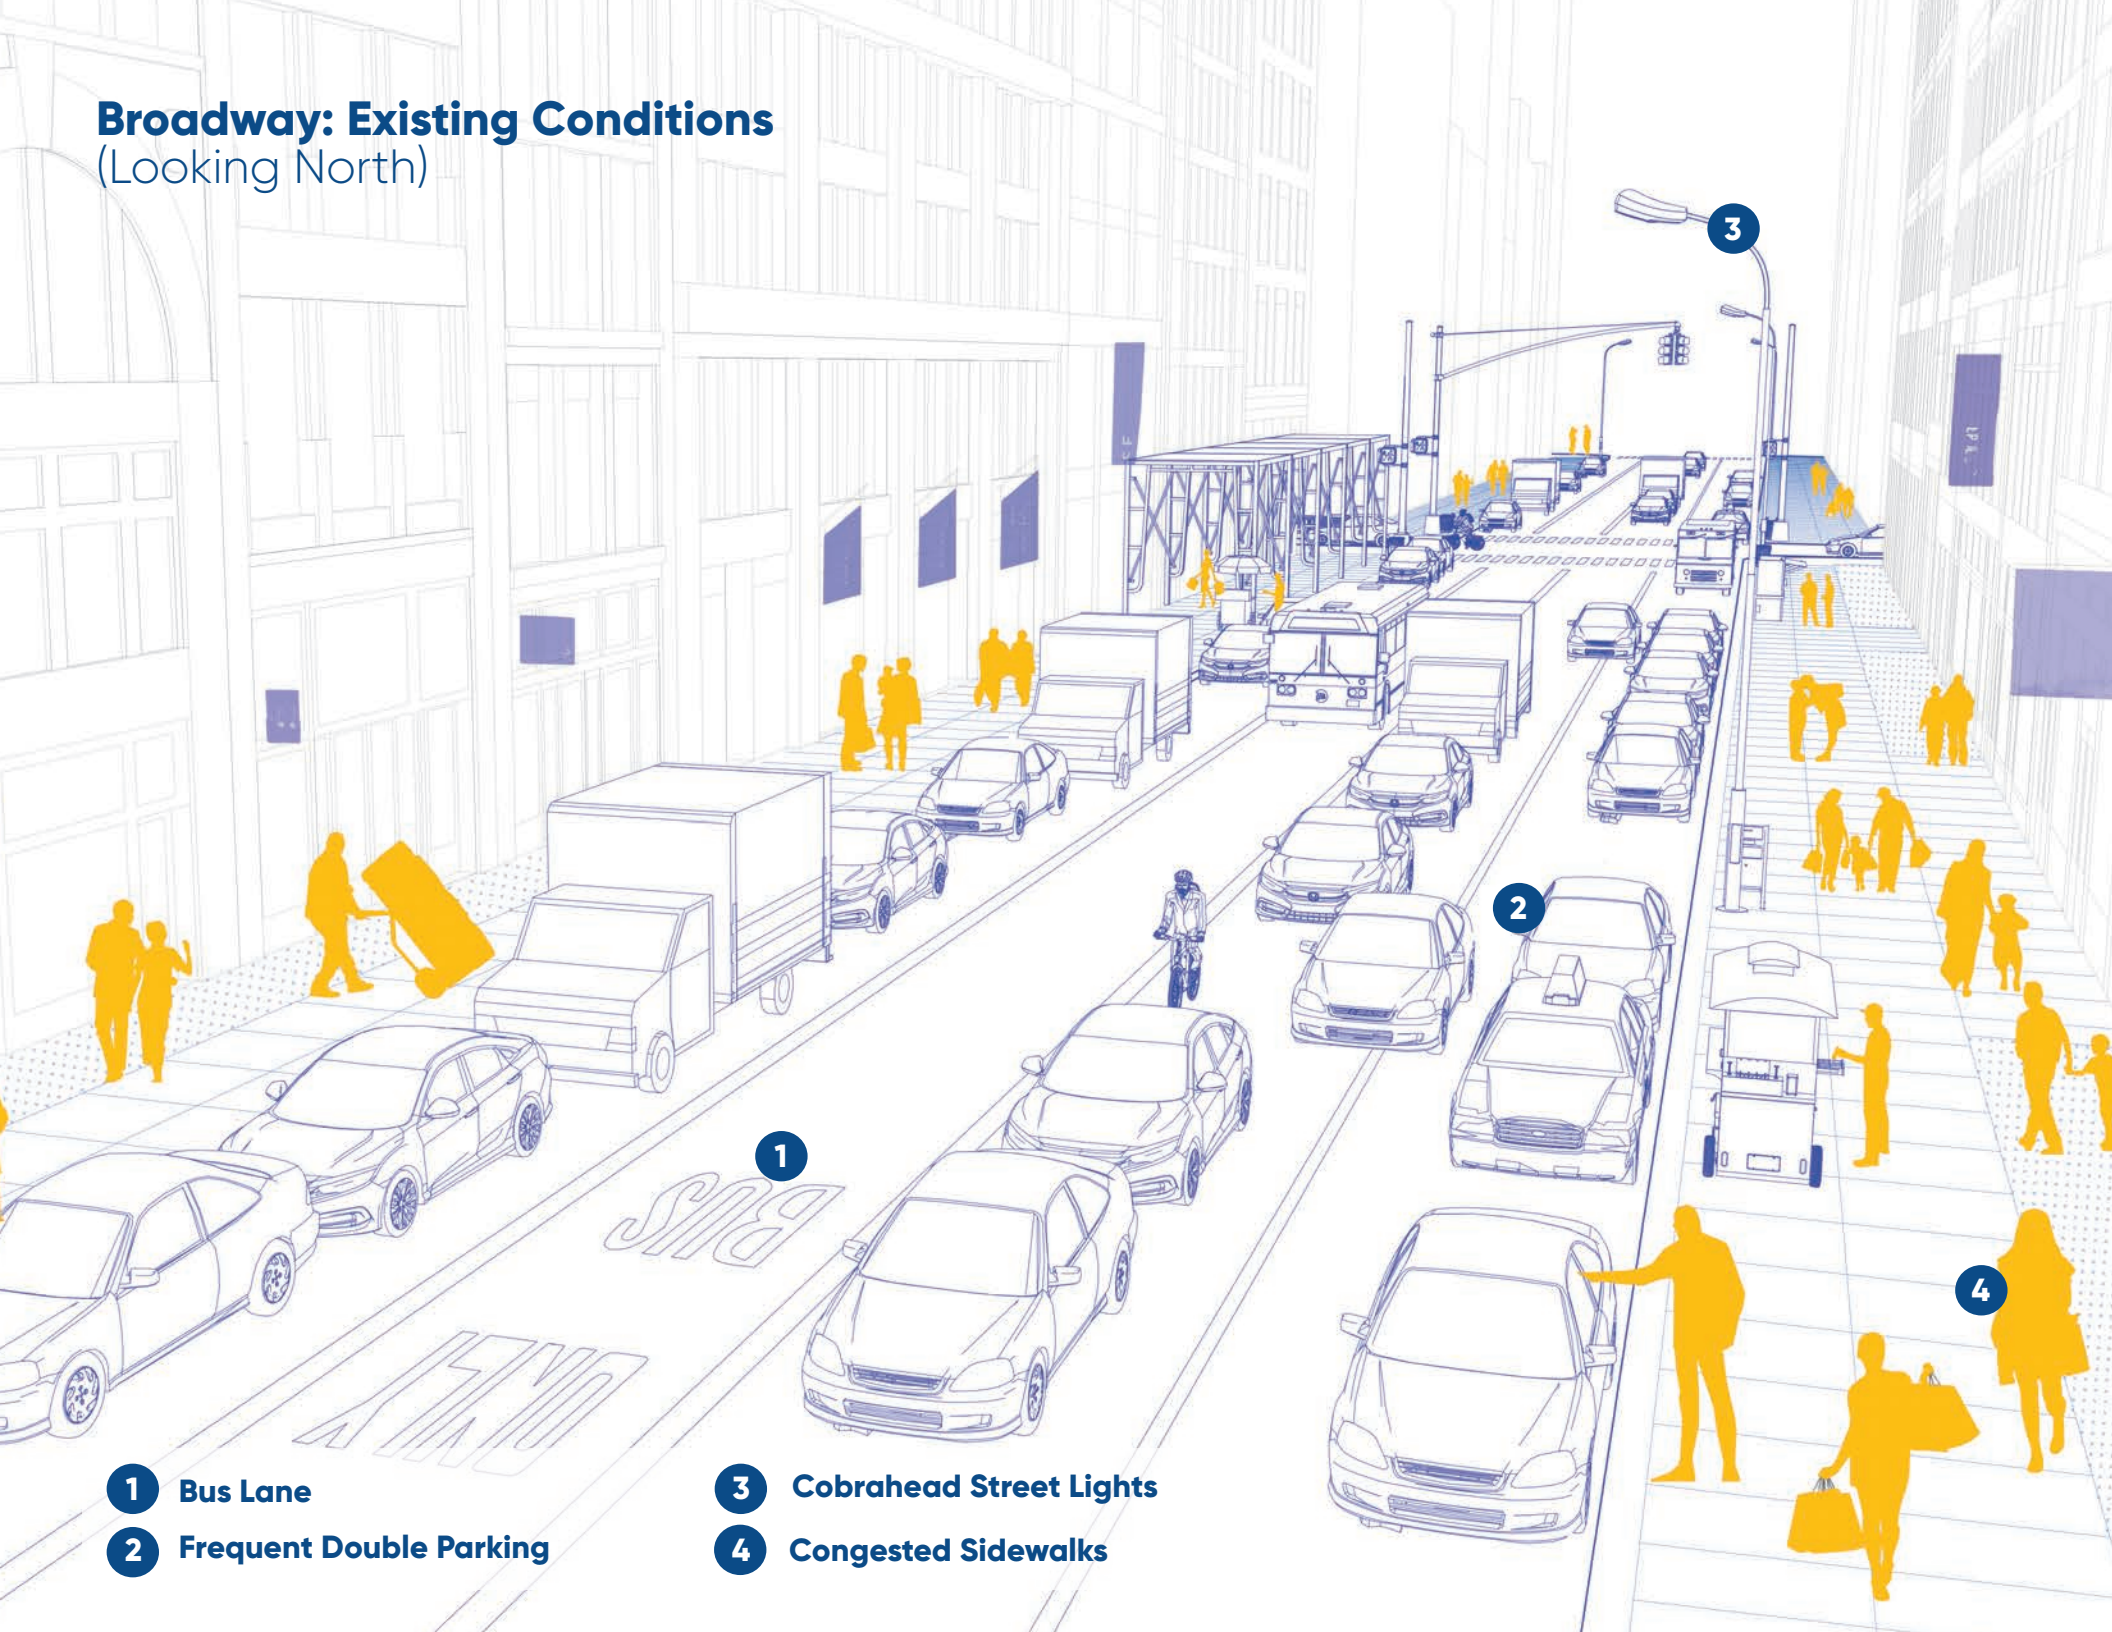 Broadway: Existing Conditions
(Looking North)
3
2
1
BUS
ONLY
4
1 Bus Lane
2 Frequent Double Parking
3 Cobrahead Street Lights
4 Congested Sidewalks